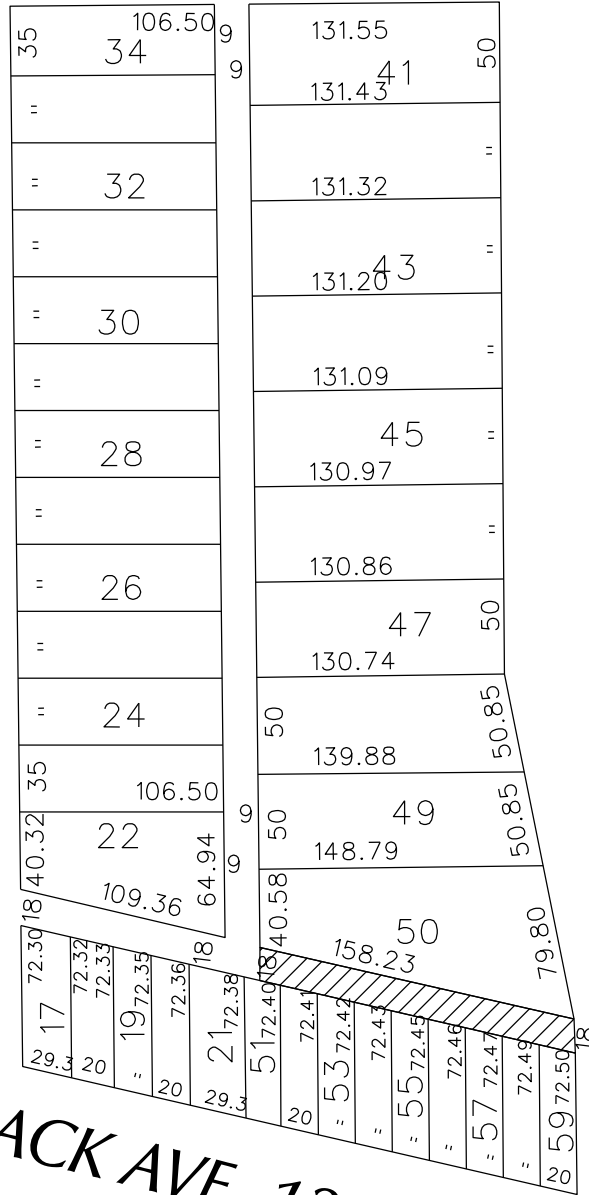 35 106.50 9 131.55 50
34 9 41
131.43
=
= 131.32 =
32
= 43 =
131.20
= 30
131.09 =
=
= 28 45 =
130.97
=
130.86 =
= 26
47 50
= 130.74
= 24 50 50.85
35 139.88
106.50 9
22 50 49 50.85
40.32 64.94 9 148.79
109.36
18 40.58 50 79.80
18 158.23
18
72.30 72.32 72.33 72.35 72.36 72.38 72.40 72.41 72.42 72.43 72.45 72.46 72.47 72.49 72.50 18
17 19 21 51 53 55 57 59
29.3 20 " 20 29.3 20 " " " " " " 20
ACK AVE.